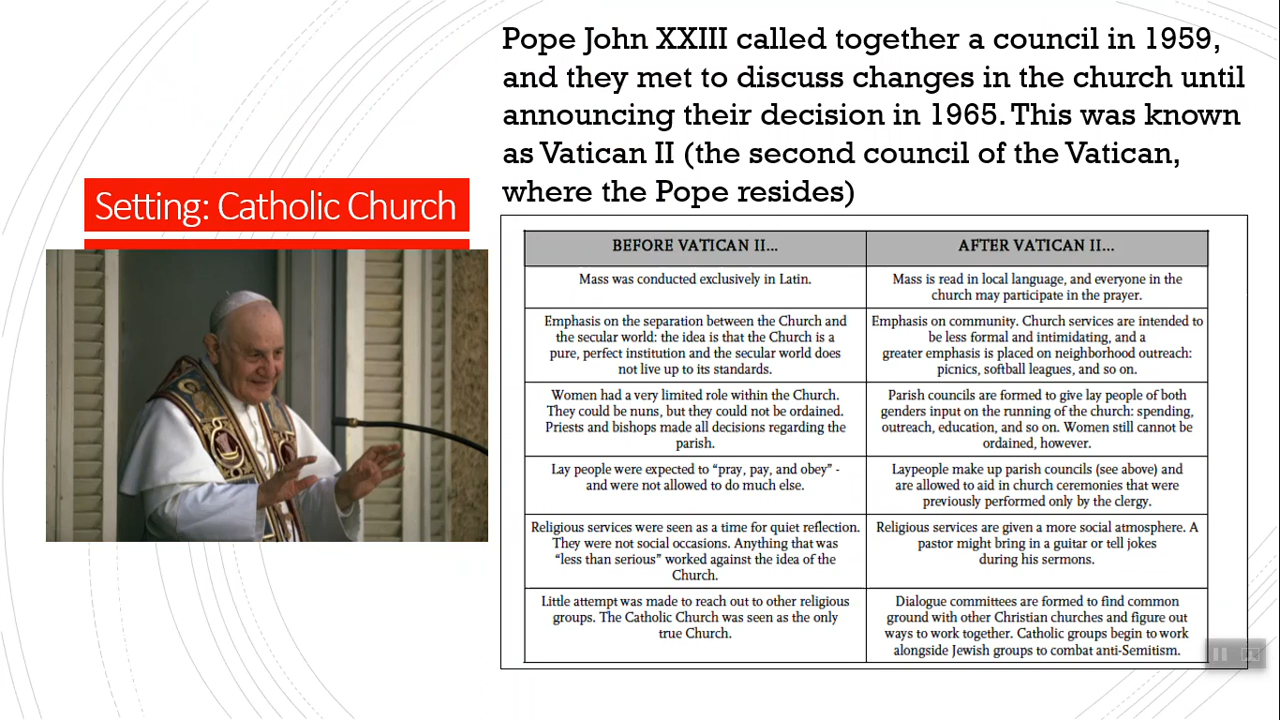 Pope John XXIII called together a council in 1959,
and they met to discuss changes in the church until
announcing their decision in 1965. This was known
as Vatican II (the second council of the Vatican,
where the Pope resides)
Setting: Catholic Church
BEFORE VATICAN II...
AFTER VATICAN II...
Mass was conducted exclusively in Latin.
Mass is read in local language, and everyone in the
church may participate in the prayer.
Emphasis on the separation between the Church and
the secular world: the idea is that the Church is a
pure, perfect institution and the secular world does
not live up to its standards.
Emphasis on community. Church services are intended to
be less formal and intimidating, and a
greater emphasis is placed on neighborhood outreach:
picnics, softball leagues, and so on.
Women had a very limited role within the Church.
They could be nuns, but they could not be ordained.
Priests and bishops made all decisions regarding the
parish.
Parish councils are formed to give lay people of both
genders input on the running of the church: spending,
outreach, education, and so on. Women still cannot be
ordained, however.
Lay people were expected to “pray, pay, and obey” -
and were not allowed to do much else.
Laypeople make up parish councils (see above) and
are allowed to aid in church ceremonies that were
previously performed only by the clergy.
Religious services were seen as a time for quiet reflection.
They were not social occasions. Anything that was
“less than serious” worked against the idea of the
Church.
Religious services are given a more social atmosphere. A
pastor might bring in a guitar or tell jokes
during his sermons.
Little attempt was made to reach out to other religious
groups. The Catholic Church was seen as the only
true Church.
Dialogue committees are formed to find common
ground with other Christian churches and figure out
ways to work together. Catholic groups begin to work
alongside Jewish groups to combat anti-Semitism.